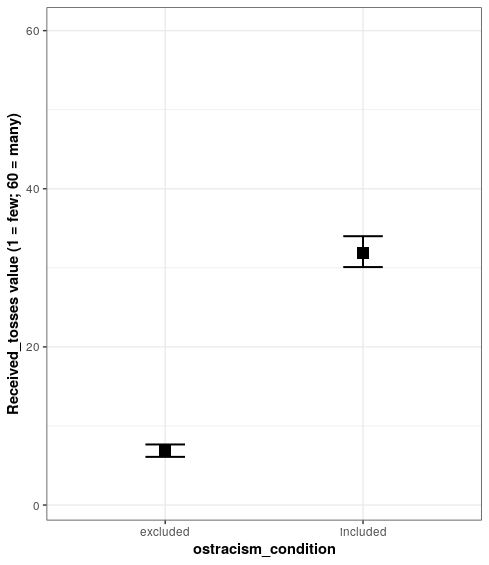 Received_tosses value (1 = few; 60 = many)
60
40
20
0
excluded
included
ostracism_condition